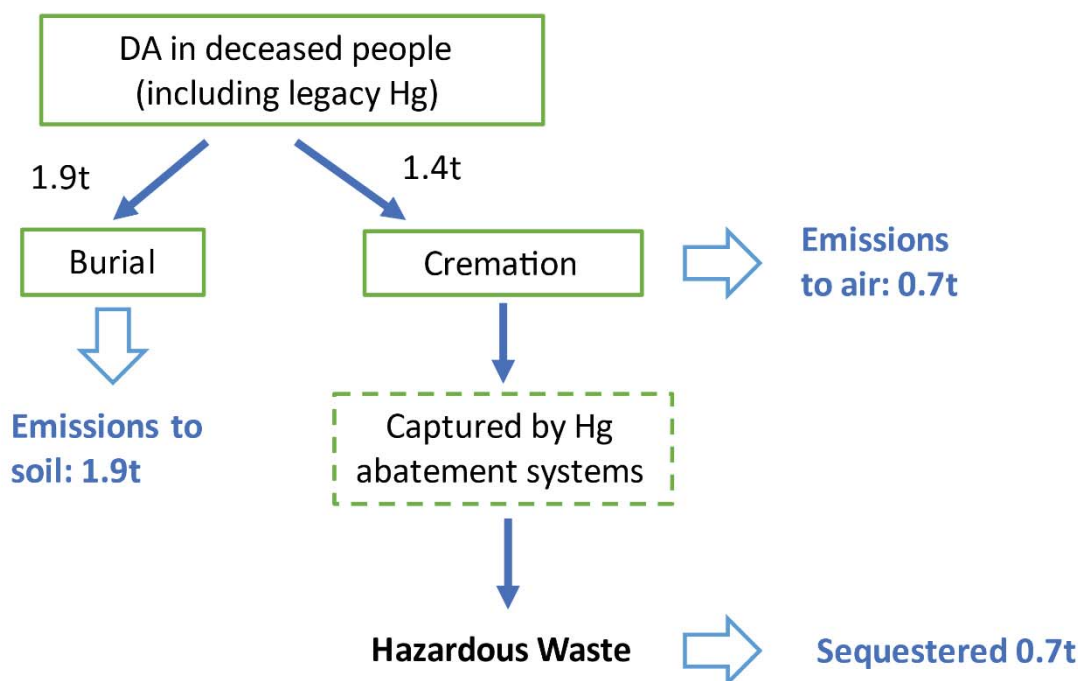 DA in deceased people
(including legacy Hg)
1.9t
1.4t
Burial
Cremation
Emissions
to air: 0.7t
Emissions to
soil: 1.9t
Captured by Hg
abatement systems
Hazardous Waste
Sequestered 0.7t